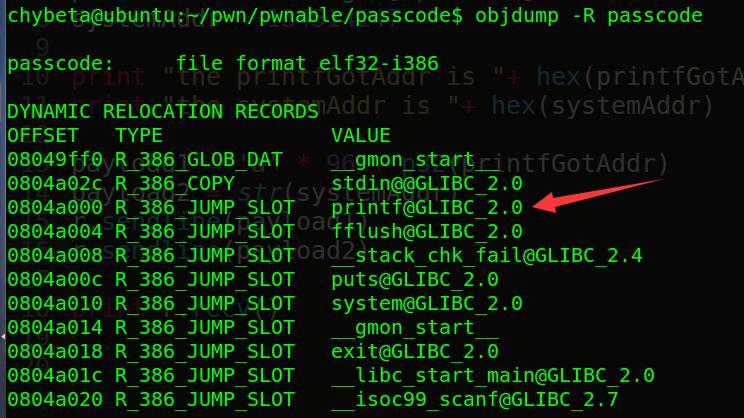 chybeta@ubuntu:~/pwn/pwnable/passcode$ objdump -R passcode
passcode:     file format elf32-i386
DYNAMIC RELOCATION RECORDS
OFFSET   TYPE              VALUE
08049ff0 R_386_GLOB_DAT    __gmon_start__
0804a02c R_386_COPY        stdin@@GLIBC_2.0
0804a000 R_386_JUMP_SLOT   printf@GLIBC_2.0
0804a004 R_386_JUMP_SLOT   fflush@GLIBC_2.0
0804a008 R_386_JUMP_SLOT   __stack_chk_fail@GLIBC_2.4
0804a00c R_386_JUMP_SLOT   puts@GLIBC_2.0
0804a010 R_386_JUMP_SLOT   system@GLIBC_2.0
0804a014 R_386_JUMP_SLOT   __gmon_start__
0804a018 R_386_JUMP_SLOT   exit@GLIBC_2.0
0804a01c R_386_JUMP_SLOT   __libc_start_main@GLIBC_2.0
0804a020 R_386_JUMP_SLOT   __isoc99_scanf@GLIBC_2.7